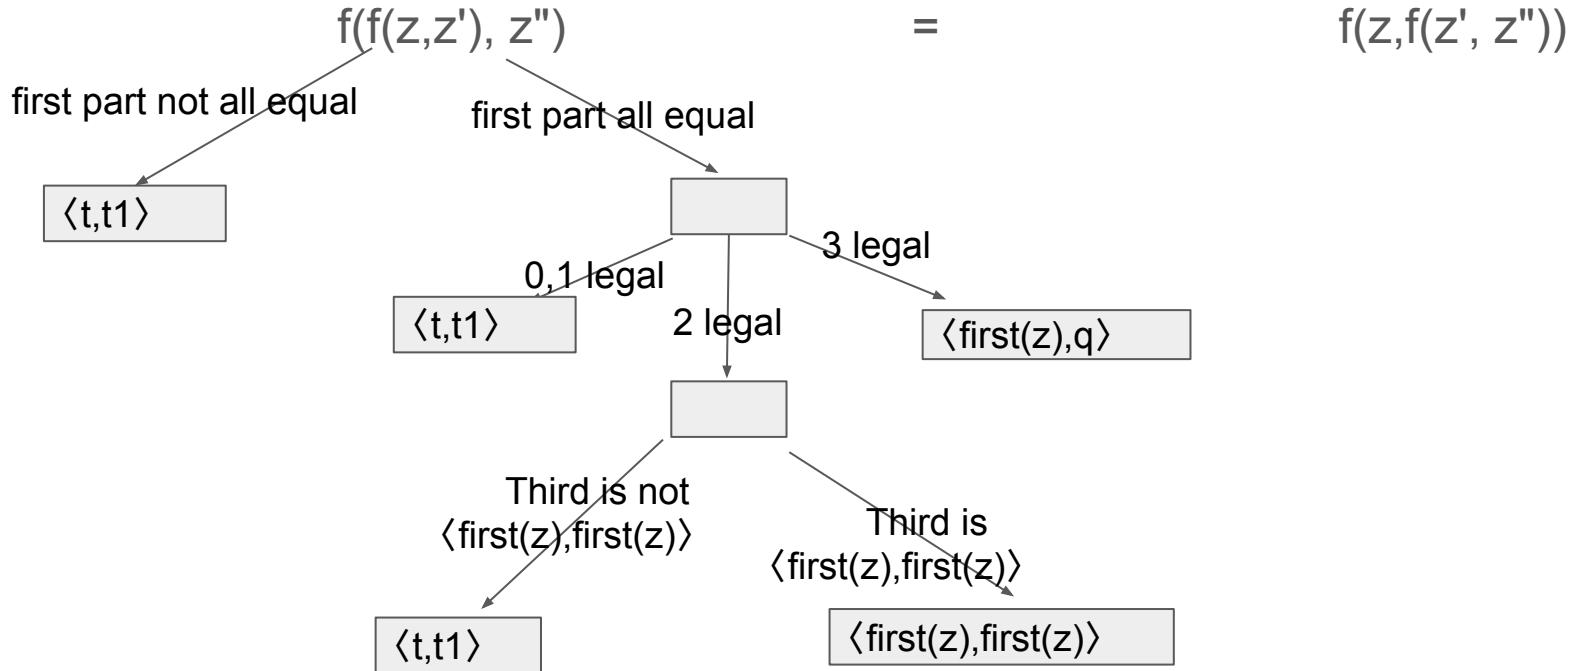 f(f(z,z'), z") = f(z,f(z', z"))
first part not all equal
first part all equal
〈t,t1〉
3 legal
0,1 legal
〈t,t1〉
2 legal
〈first(z),q〉
Third is not
〈first(z),first(z)〉
Third is
〈first(z),first(z)〉
〈t,t1〉
〈first(z),first(z)〉